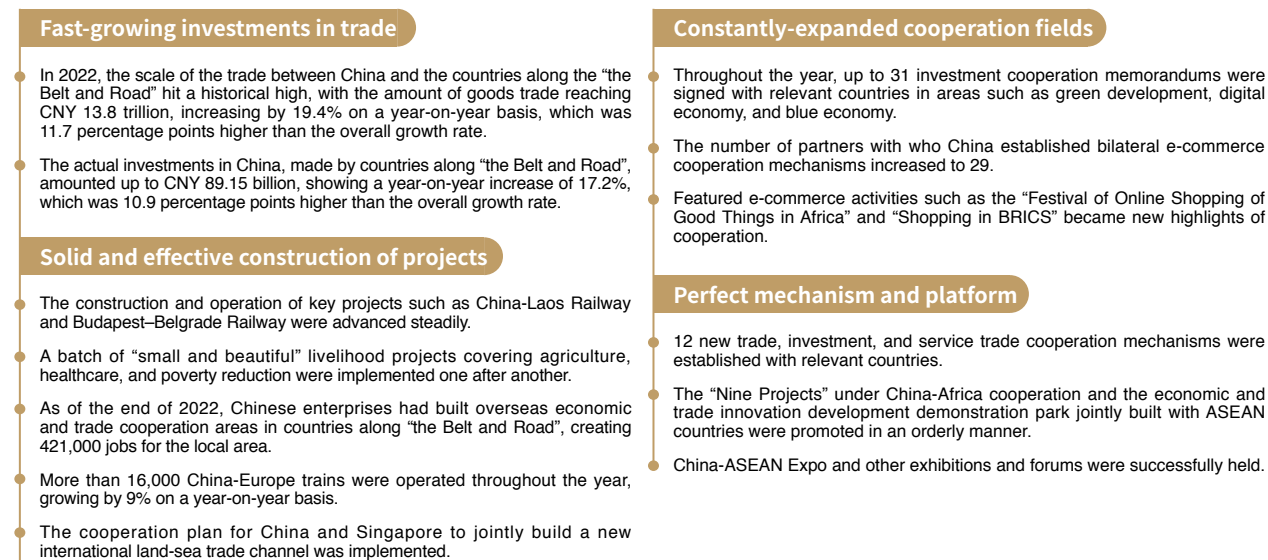 Fast-growing investments in trade
In 2022, the scale of the trade between China and the countries along the “the
Belt and Road” hit a historical high, with the amount of goods trade reaching
CNY 13.8 trillion, increasing by 19.4% on a year-on-year basis, which was
11.7 percentage points higher than the overall growth rate.
The actual investments in China, made by countries along “the Belt and Road”,
amounted up to CNY 89.15 billion, showing a year-on-year increase of 17.2%,
which was 10.9 percentage points higher than the overall growth rate.
Solid and effective construction of projects
The construction and operation of key projects such as China-Laos Railway
and Budapest–Belgrade Railway were advanced steadily.
A batch of “small and beautiful” livelihood projects covering agriculture,
healthcare, and poverty reduction were implemented one after another.
As of the end of 2022, Chinese enterprises had built overseas economic
and trade cooperation areas in countries along “the Belt and Road”, creating
421,000 jobs for the local area.
More than 16,000 China-Europe trains were operated throughout the year,
growing by 9% on a year-on-year basis.
The cooperation plan for China and Singapore to jointly build a new
international land-sea trade channel was implemented.
Constantly-expanded cooperation fields
Throughout the year, up to 31 investment cooperation memorandums were
signed with relevant countries in areas such as green development, digital
economy, and blue economy.
The number of partners with who China established bilateral e-commerce
cooperation mechanisms increased to 29.
Featured e-commerce activities such as the “Festival of Online Shopping of
Good Things in Africa” and “Shopping in BRICS” became new highlights of
cooperation.
Perfect mechanism and platform
12 new trade, investment, and service trade cooperation mechanisms were
established with relevant countries.
The “Nine Projects” under China-Africa cooperation and the economic and
trade innovation development demonstration park jointly built with ASEAN
countries were promoted in an orderly manner.
China-ASEAN Expo and other exhibitions and forums were successfully held.